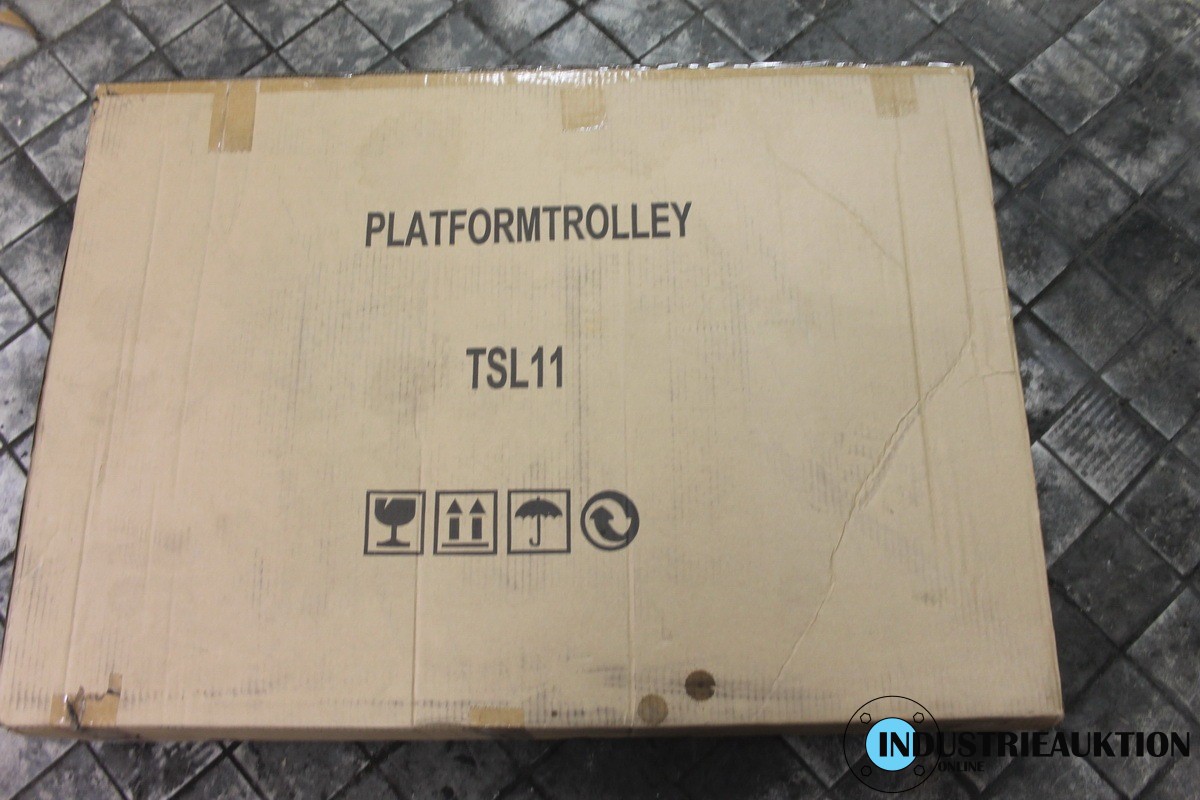 PLATFORMTROLLEY
TSL11
INDUSTRIEAUKTION
ONLINE